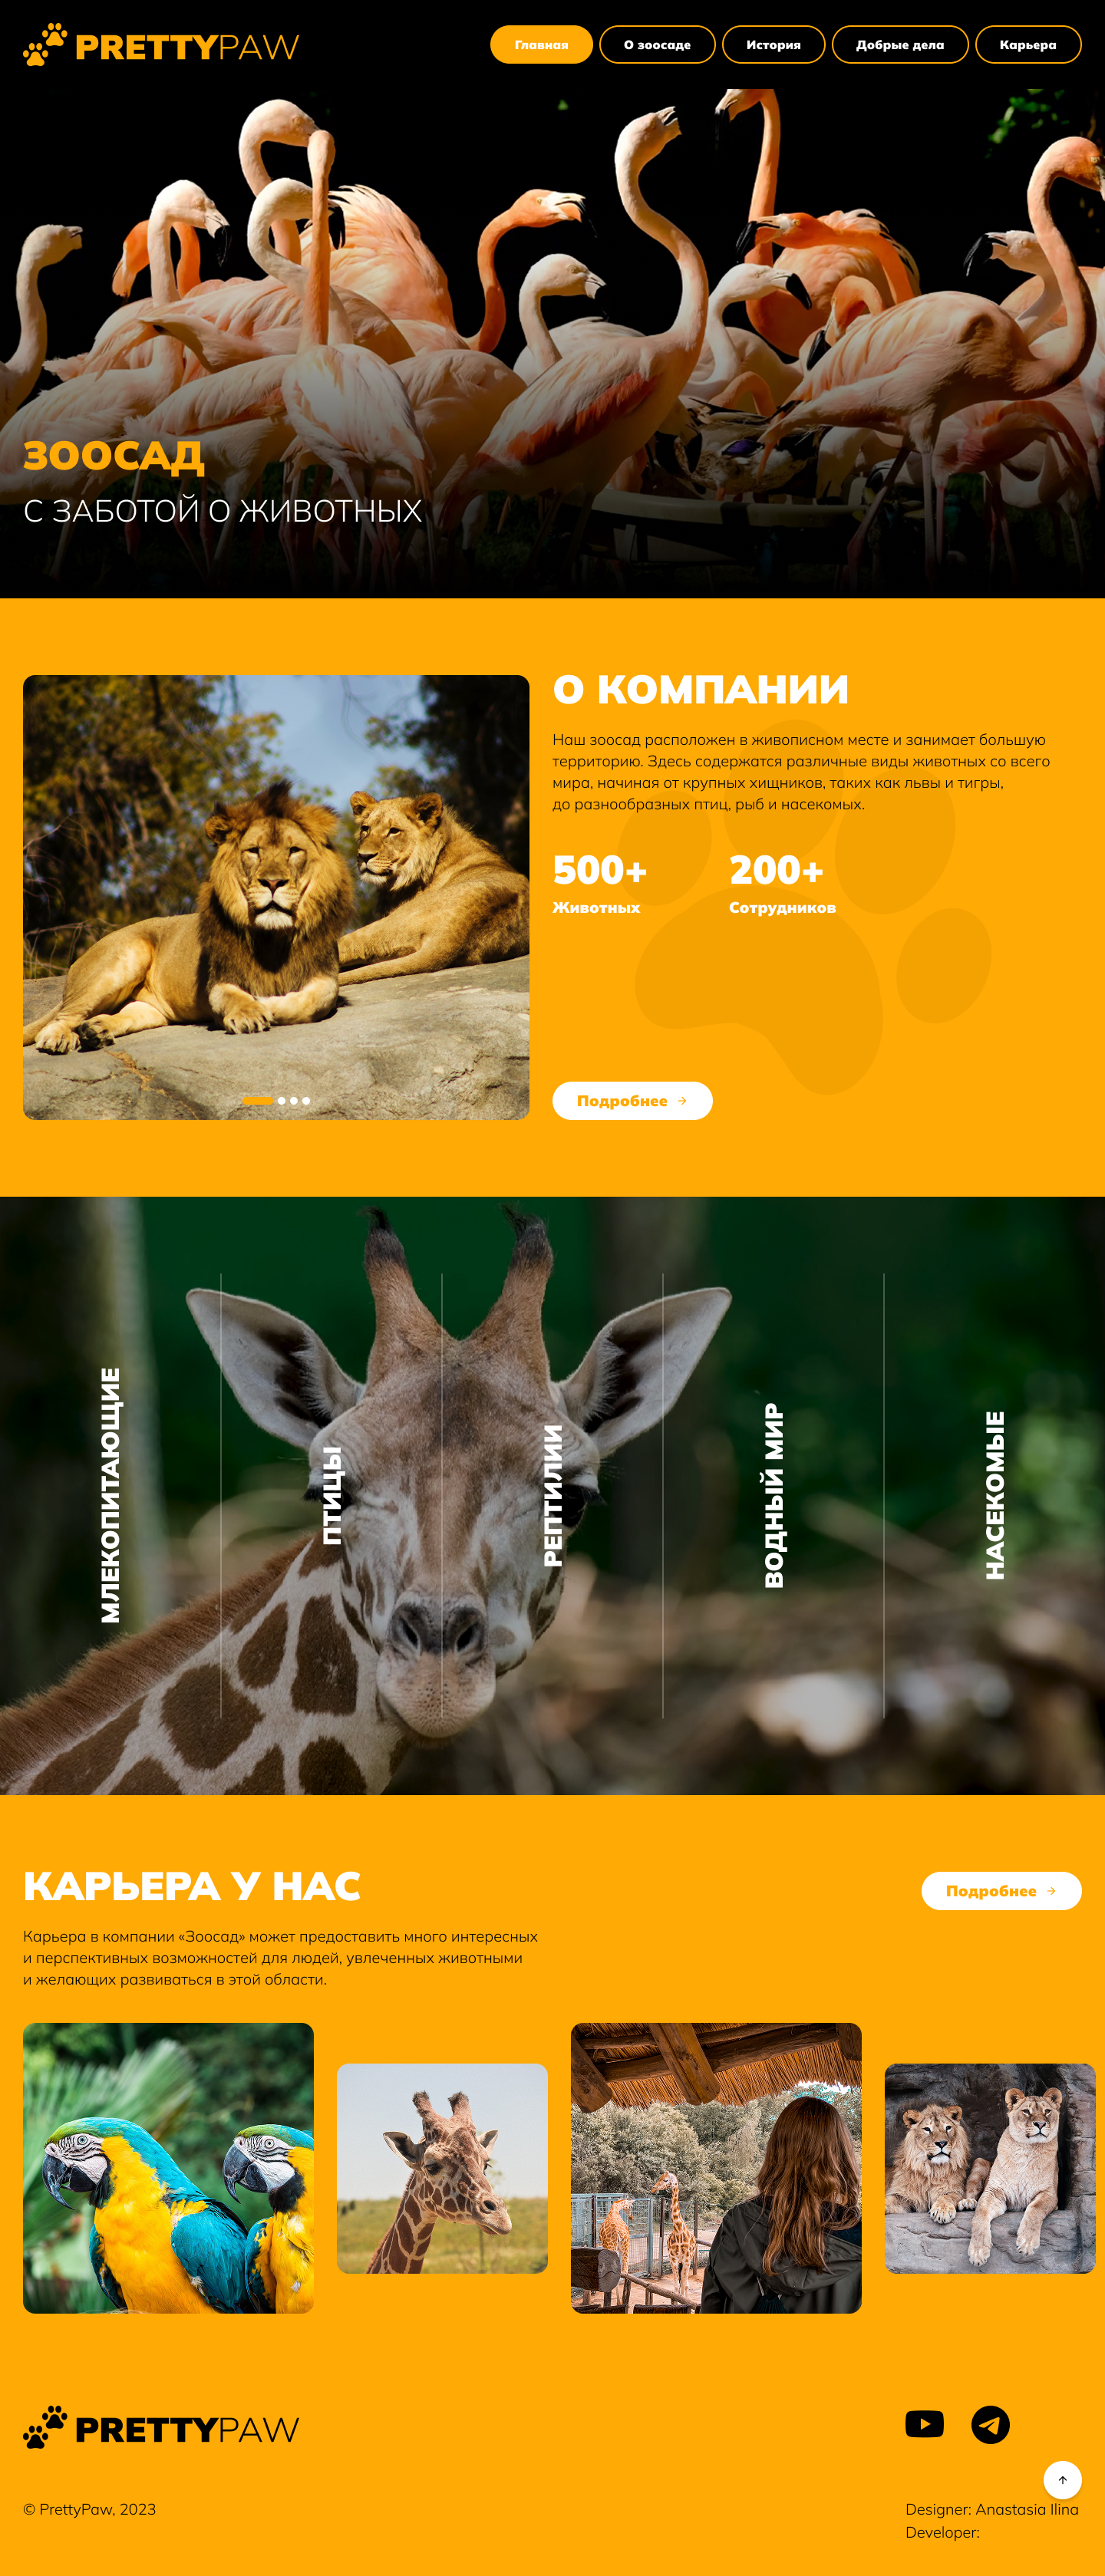 PRETTYPAW
Главная
О зоосаде
История
Добрые дела
Карьера
ЗООСАД
С ЗАБОТОЙ О ЖИВОТНЫХ
О КОМПАНИИ
Наш зоосад расположен в живописном месте и занимает большую
территорию. Здесь содержатся различные виды животных со всего
мира, начиная от крупных хищников, таких как львы и тигры,
до разнообразных птиц, рыб и насекомых.
500+
Животных
200+
Сотрудников
Подробнее
МЛЕКОПИТАЮЩИЕ
ПТИЦЫ
РЕПТИЛИИ
ВОДНЫЙ МИР
НАСЕКОМЫЕ
КАРЬЕРА У НАС
Подробнее
Карьера в компании «Зоосад» может предоставить много интересных
и перспективных возможностей для людей, увлеченных животными
и желающих развиваться в этой области.
PRETTYPAW
© PrettyPaw, 2023
Designer: Anastasia Ilina
Developer: